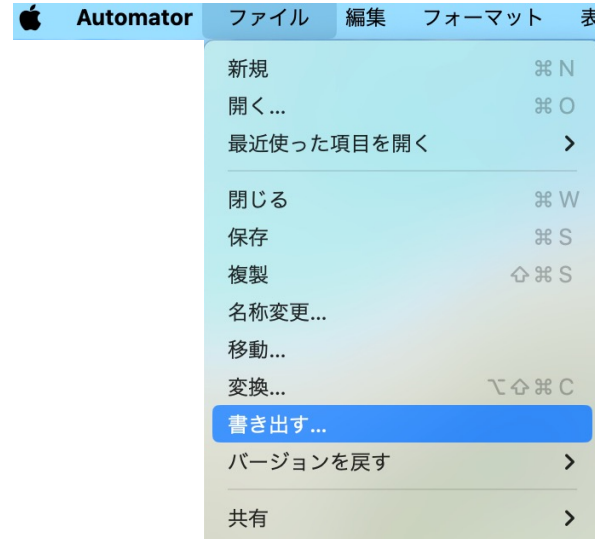 Automator ファイル 編集 フォーマット 表
新規 ⌘ N
開く... ⌘ O
最近使った項目を開く >
閉じる ⌘ W
保存 ⌘ S
複製 ⇧ ⌘ S
名称変更...
移動...
変換... ⌥ ⇧ ⌘ C
書き出す...
バージョンを戻す >
共有 >